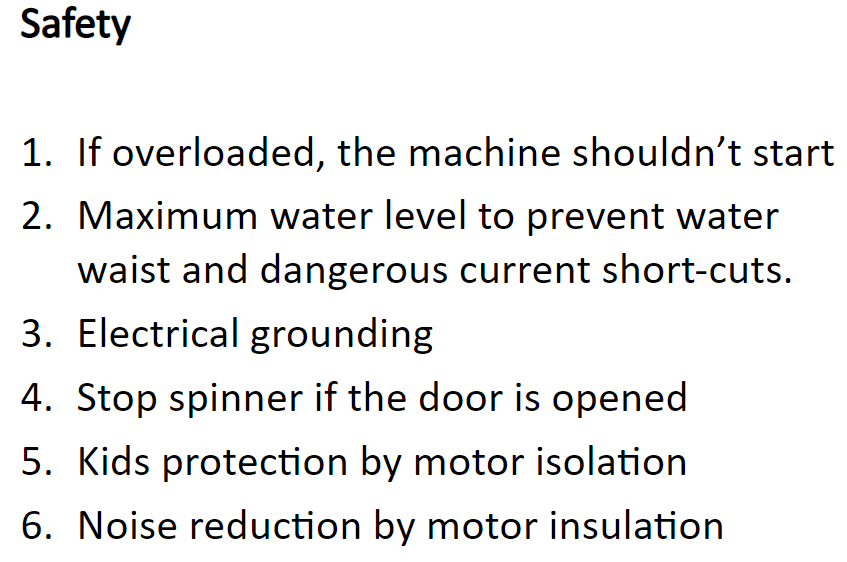 Safety
1. If overloaded, the machine shouldn’t start
2. Maximum water level to prevent water
waist and dangerous current short-cuts.
3. Electrical grounding
4. Stop spinner if the door is opened
5. Kids protection by motor isolation
6. Noise reduction by motor insulation